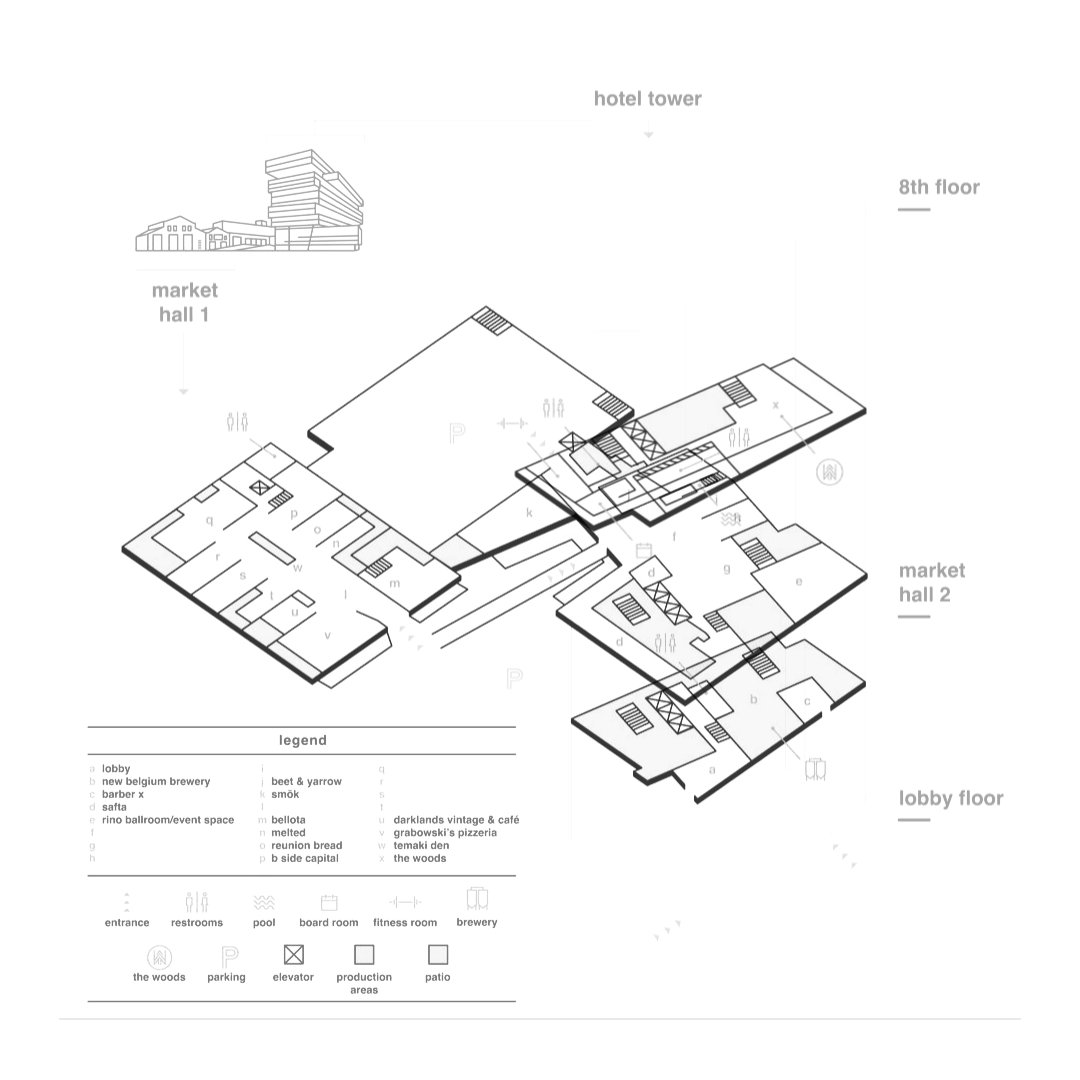 hotel tower
8th floor
market
hall 1
P
x
q
p
o
n
r
s
w
m
t
l
u
v
k
f
h
d
g
e
market
hall 2
d
P
b
c
a
lobby floor
legend
a lobby
b new belgium brewery
c barber x
d safta
e rino ballroom/event space
f
g
h
i
j beet & yarrow
k smök
l
m bellota
n melted
o reunion bread
p b side capital
q
r
s
t
u darklands vintage & café
v grabowski's pizzeria
w temaki den
x the woods
entrance restrooms pool board room fitness room brewery
P
the woods parking elevator production areas patio